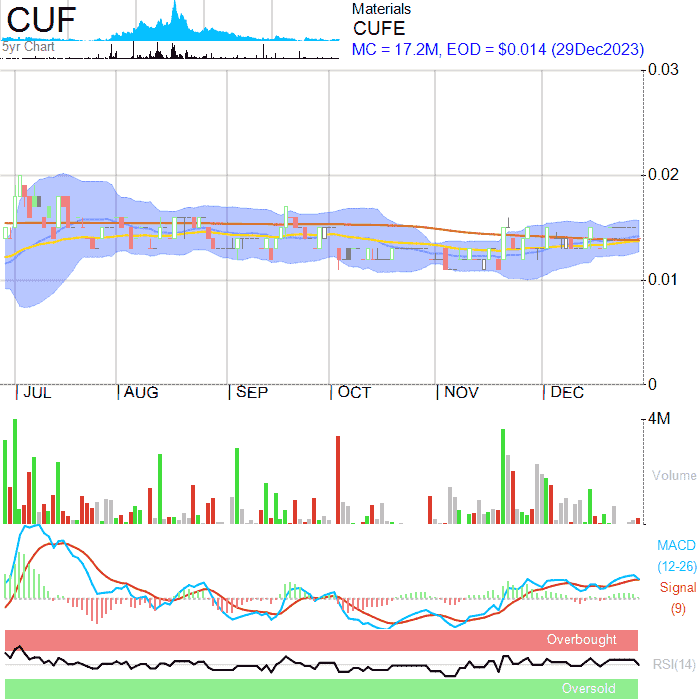 CUF
5yr Chart
Materials
CUFE
MC = 17.2M, EOD = $0.014 (29Dec2023)
0.03
0.02
0.01
0
JUL AUG SEP OCT NOV DEC
4M
Volume
MACD
(12-26)
Signal
(9)
Overbought
RSI(14)
Oversold